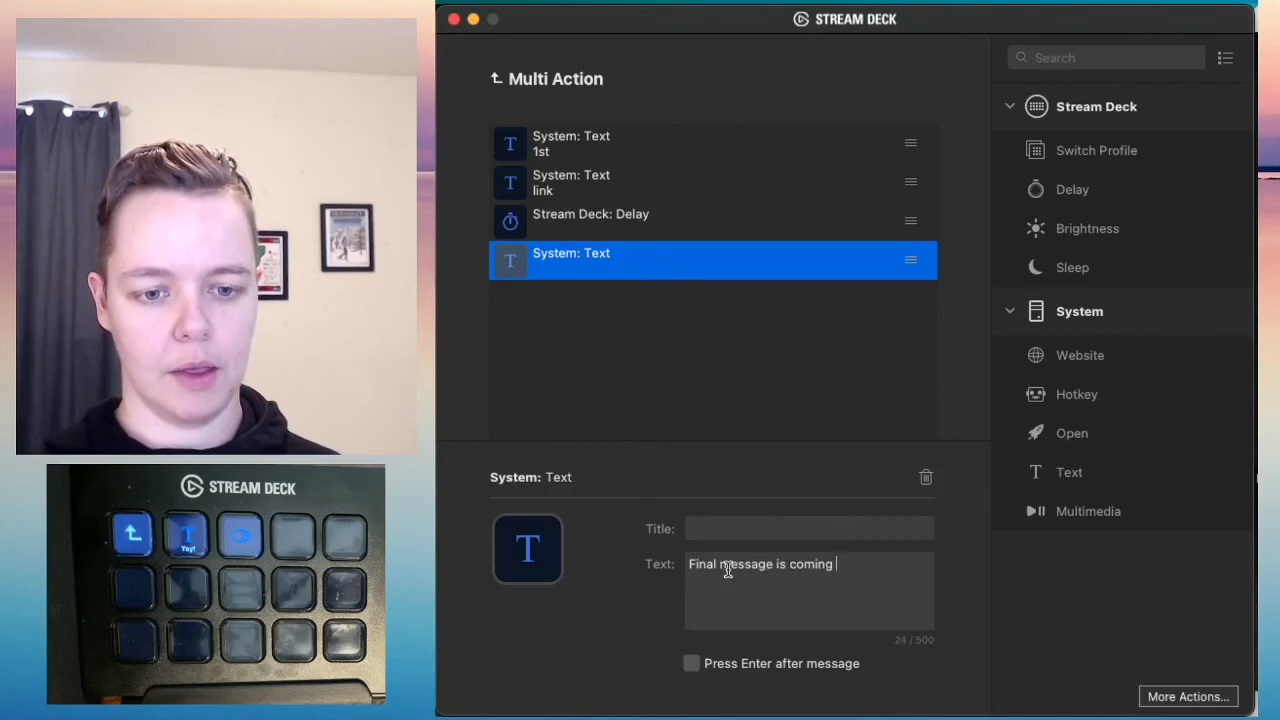 STREAM DECK
Multi Action
System: Text
1st
System: Text
link
Stream Deck: Delay
System: Text
System: Text
Title:
Text:
Final message is coming
24 / 500
Press Enter after message
Search
Stream Deck
Switch Profile
Delay
Brightness
Sleep
System
Website
Hotkey
Open
Text
Multimedia
More Actions...
STREAM DECK
Yay!